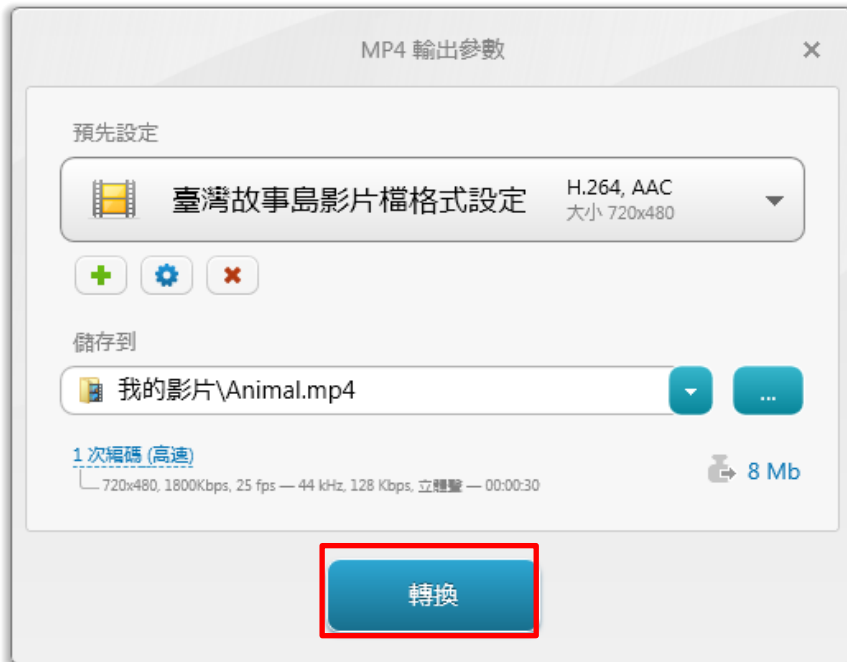 MP4 輸出參數
預先設定
臺灣故事島影片檔格式設定
H.264, AAC
大小 720x480
儲存到
我的影片\Animal.mp4
...
1 次編碼 (高速)
720x480, 1800Kbps, 25 fps — 44 kHz, 128 Kbps, 立體聲 — 00:00:30
8 Mb
轉換